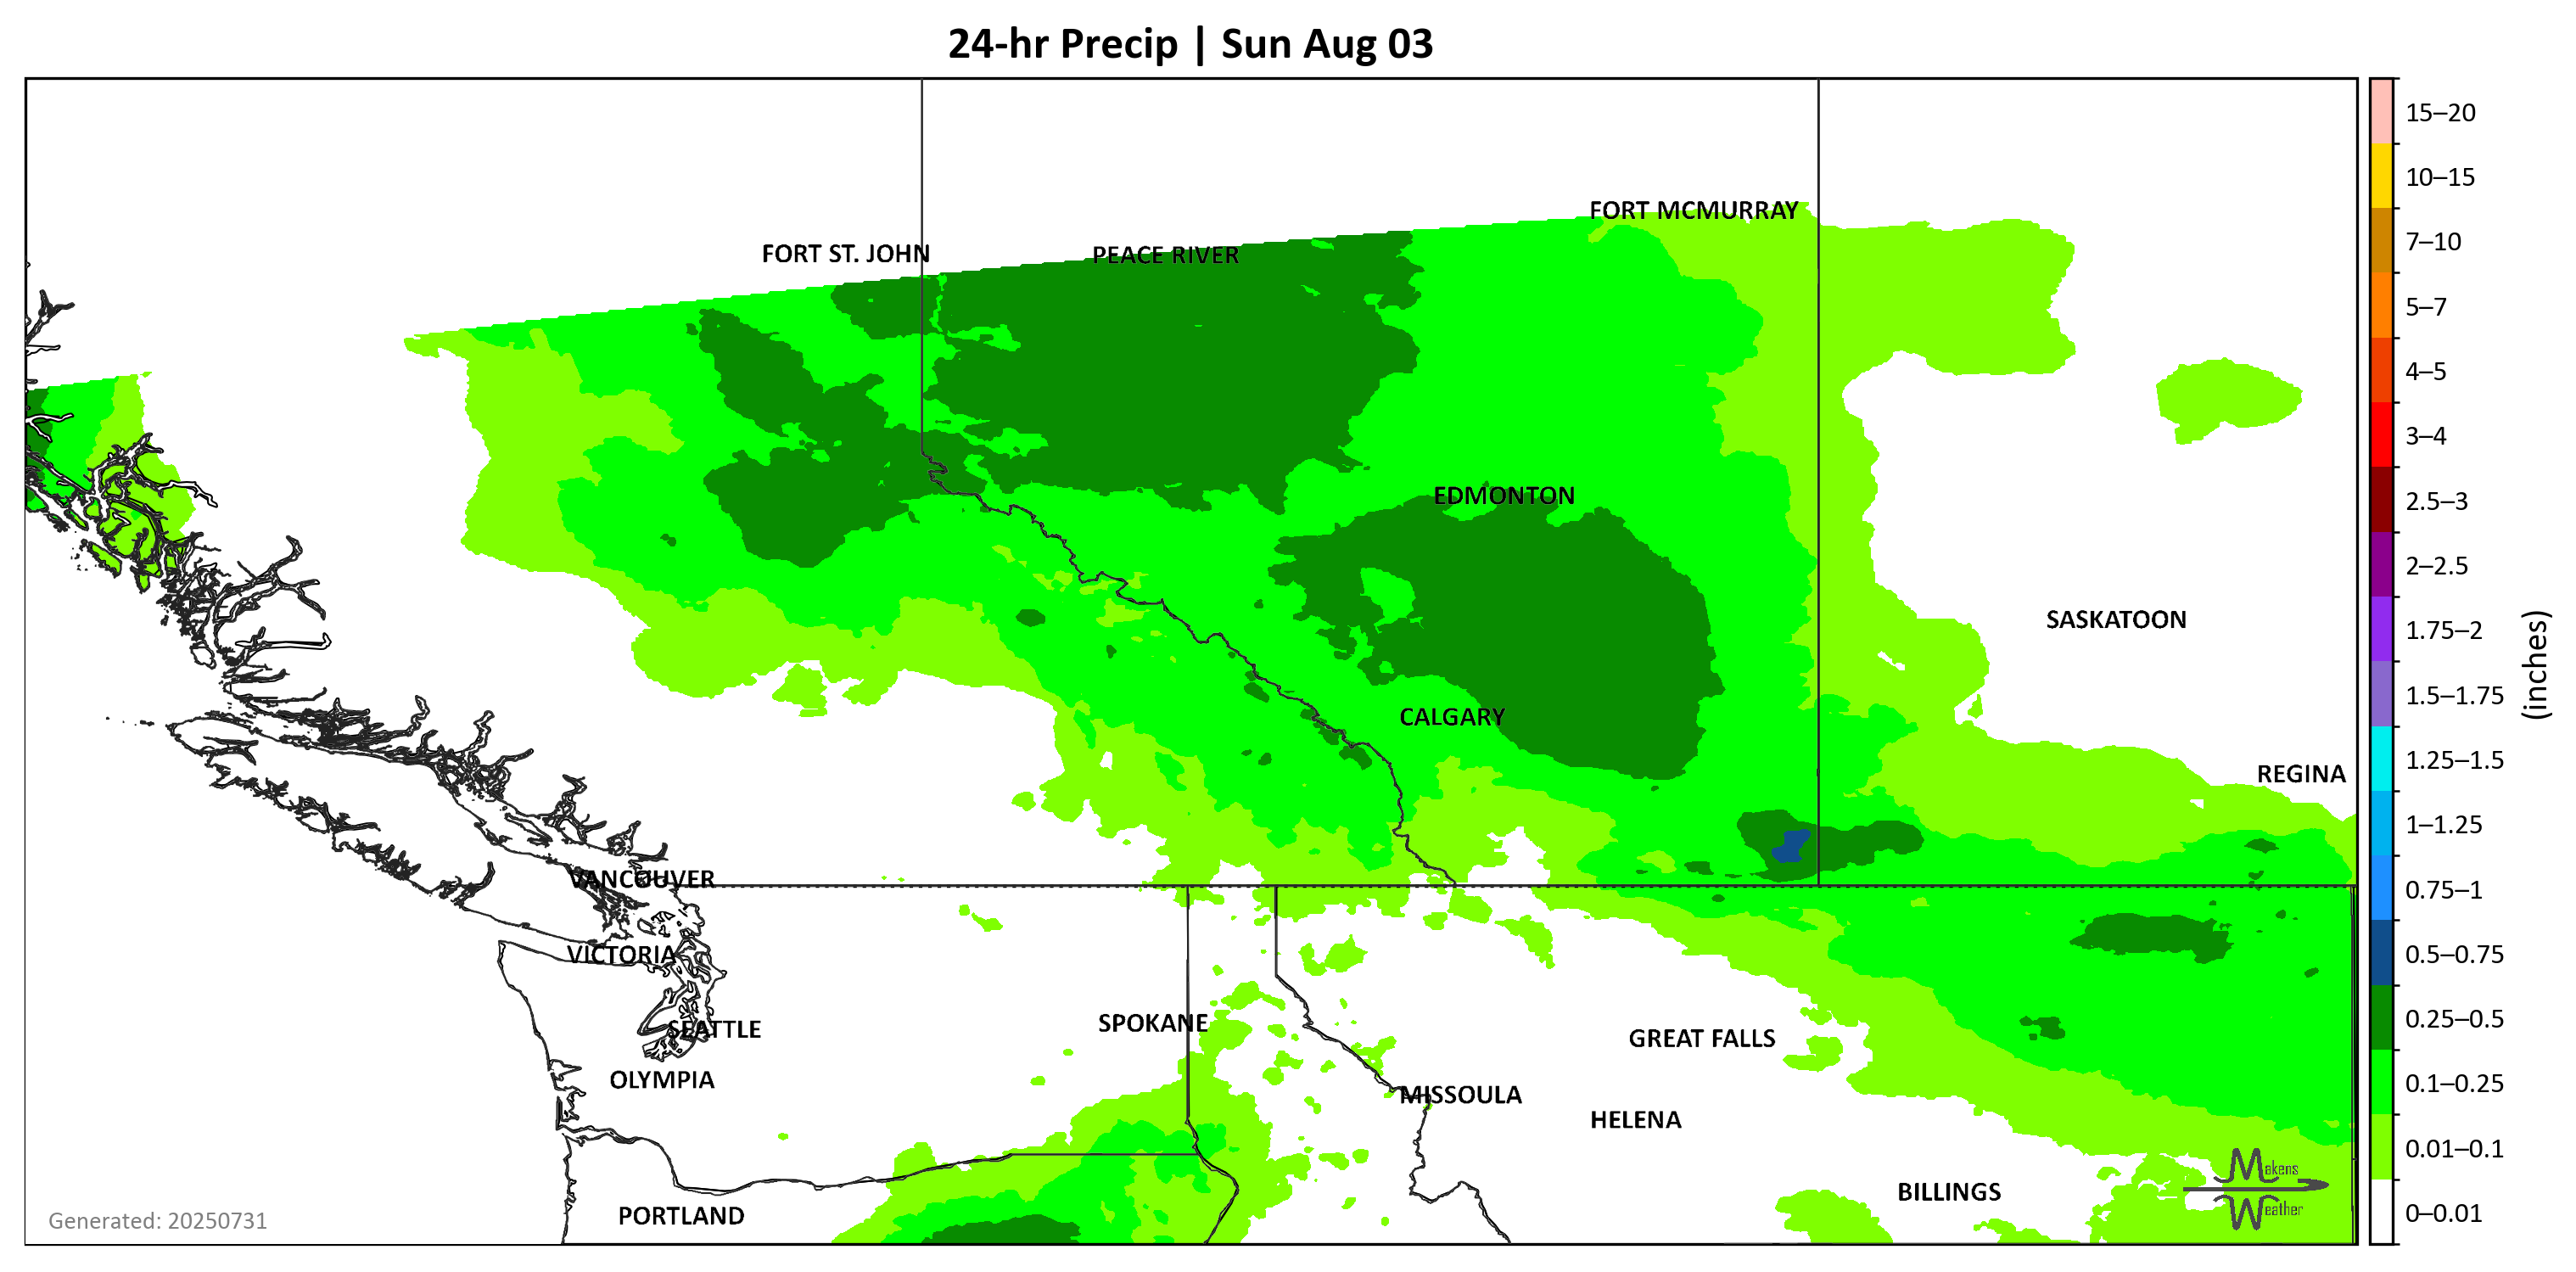 24-hr Precip | Sun Aug 03
FORT MCMURRAY
FORT ST. JOHN
PEACE RIVER
EDMONTON
SASKATOON
CALGARY
REGINA
VANCOUVER
VICTORIA
SEATTLE
SPOKANE
GREAT FALLS
OLYMPIA
MISSOULA
HELENA
BILLINGS
PORTLAND
Generated: 20250731
Makens
Weather
15–20
10–15
7–10
5–7
4–5
3–4
2.5–3
2–2.5
1.75–2
1.5–1.75
1.25–1.5
1–1.25
0.75–1
0.5–0.75
0.25–0.5
0.1–0.25
0.01–0.1
0–0.01
(inches)